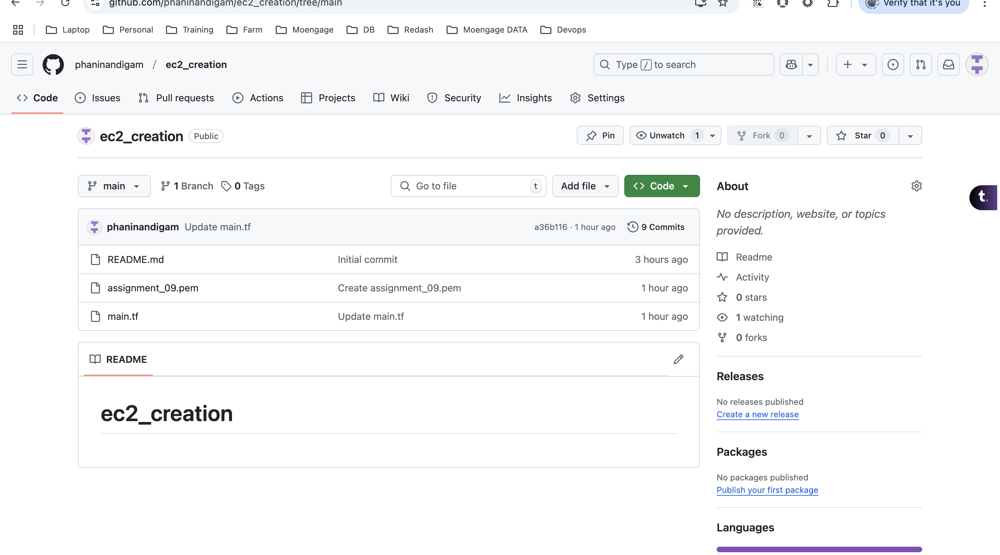 github.com/phaninandigam/ec2_creation/tree/main
Verify that it's you
Laptop Personal Training Farm Moengage DB Redash Moengage DATA Devops
phaninandigam / ec2_creation
Type / to search
Code Issues Pull requests Actions Projects Wiki Security Insights Settings
ec2_creation Public
Pin Unwatch 1 Fork 0 Star 0
main 1 Branch 0 Tags Go to file t Add file Code
phaninandigam Update main.tf a36b116 · 1 hour ago 9 Commits
README.md Initial commit 3 hours ago
assignment_09.pem Create assignment_09.pem 1 hour ago
main.tf Update main.tf 1 hour ago
README
ec2_creation
About
No description, website, or topics
provided.
Readme
Activity
0 stars
1 watching
0 forks
Releases
No releases published
Create a new release
Packages
No packages published
Publish your first package
Languages
t.